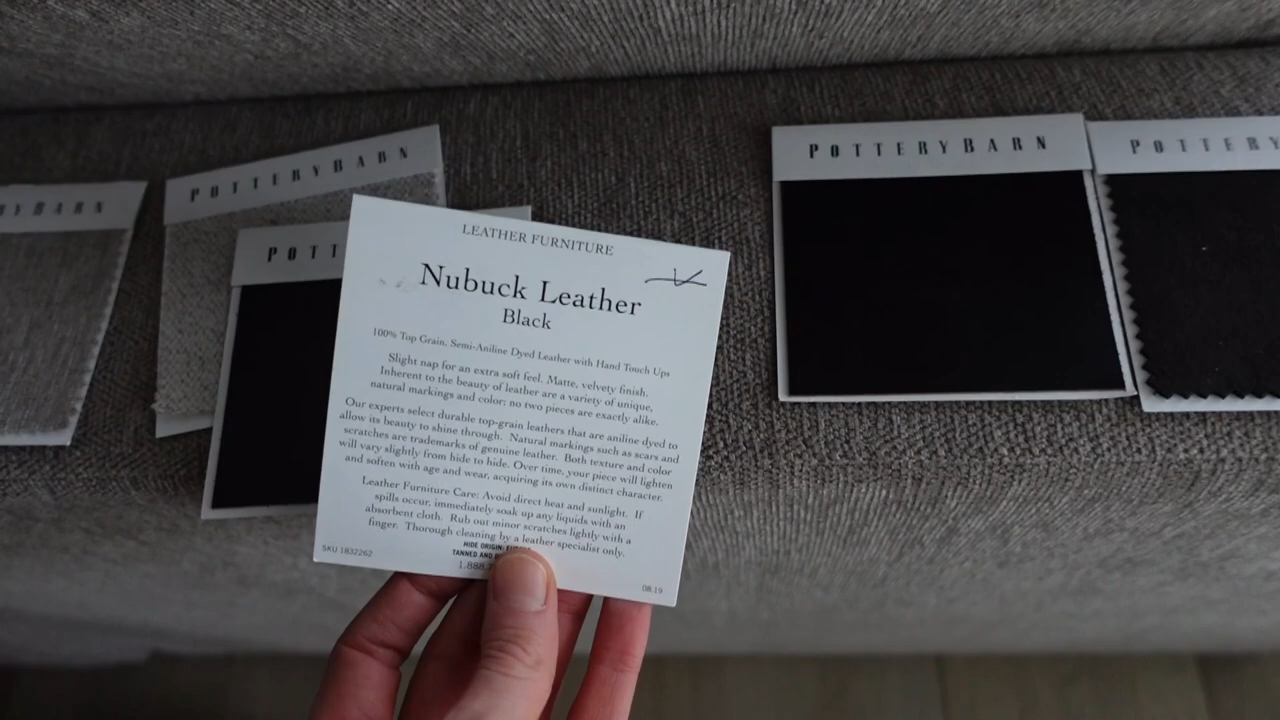 POTTERYBARN
POTT
POTTERYBARN
POTTERY
LEATHER FURNITURE
Nubuck Leather
Black
100% Top Grain, Semi-Aniline Dyed Leather with Hand Touch Ups
Slight nap for an extra soft feel. Matte, velvety finish.
Inherent to the beauty of leather are a variety of unique,
natural markings and color; no two pieces are exactly alike.
Our experts select durable top-grain leathers that are aniline dyed to
allow its beauty to shine through. Natural markings such as scars and
scratches are trademarks of genuine leather. Both texture and color
will vary slightly from hide to hide. Over time, your piece will lighten
and soften with age and wear, acquiring its own distinct character.
Leather Furniture Care: Avoid direct heat and sunlight. If
spills occur, immediately soak up any liquids with an
absorbent cloth. Rub out minor scratches lightly with a
finger. Thorough cleaning by a leather specialist only.
HIDE ORIGIN:
TANNED AND
1.888.
SKU 1832262
08.19